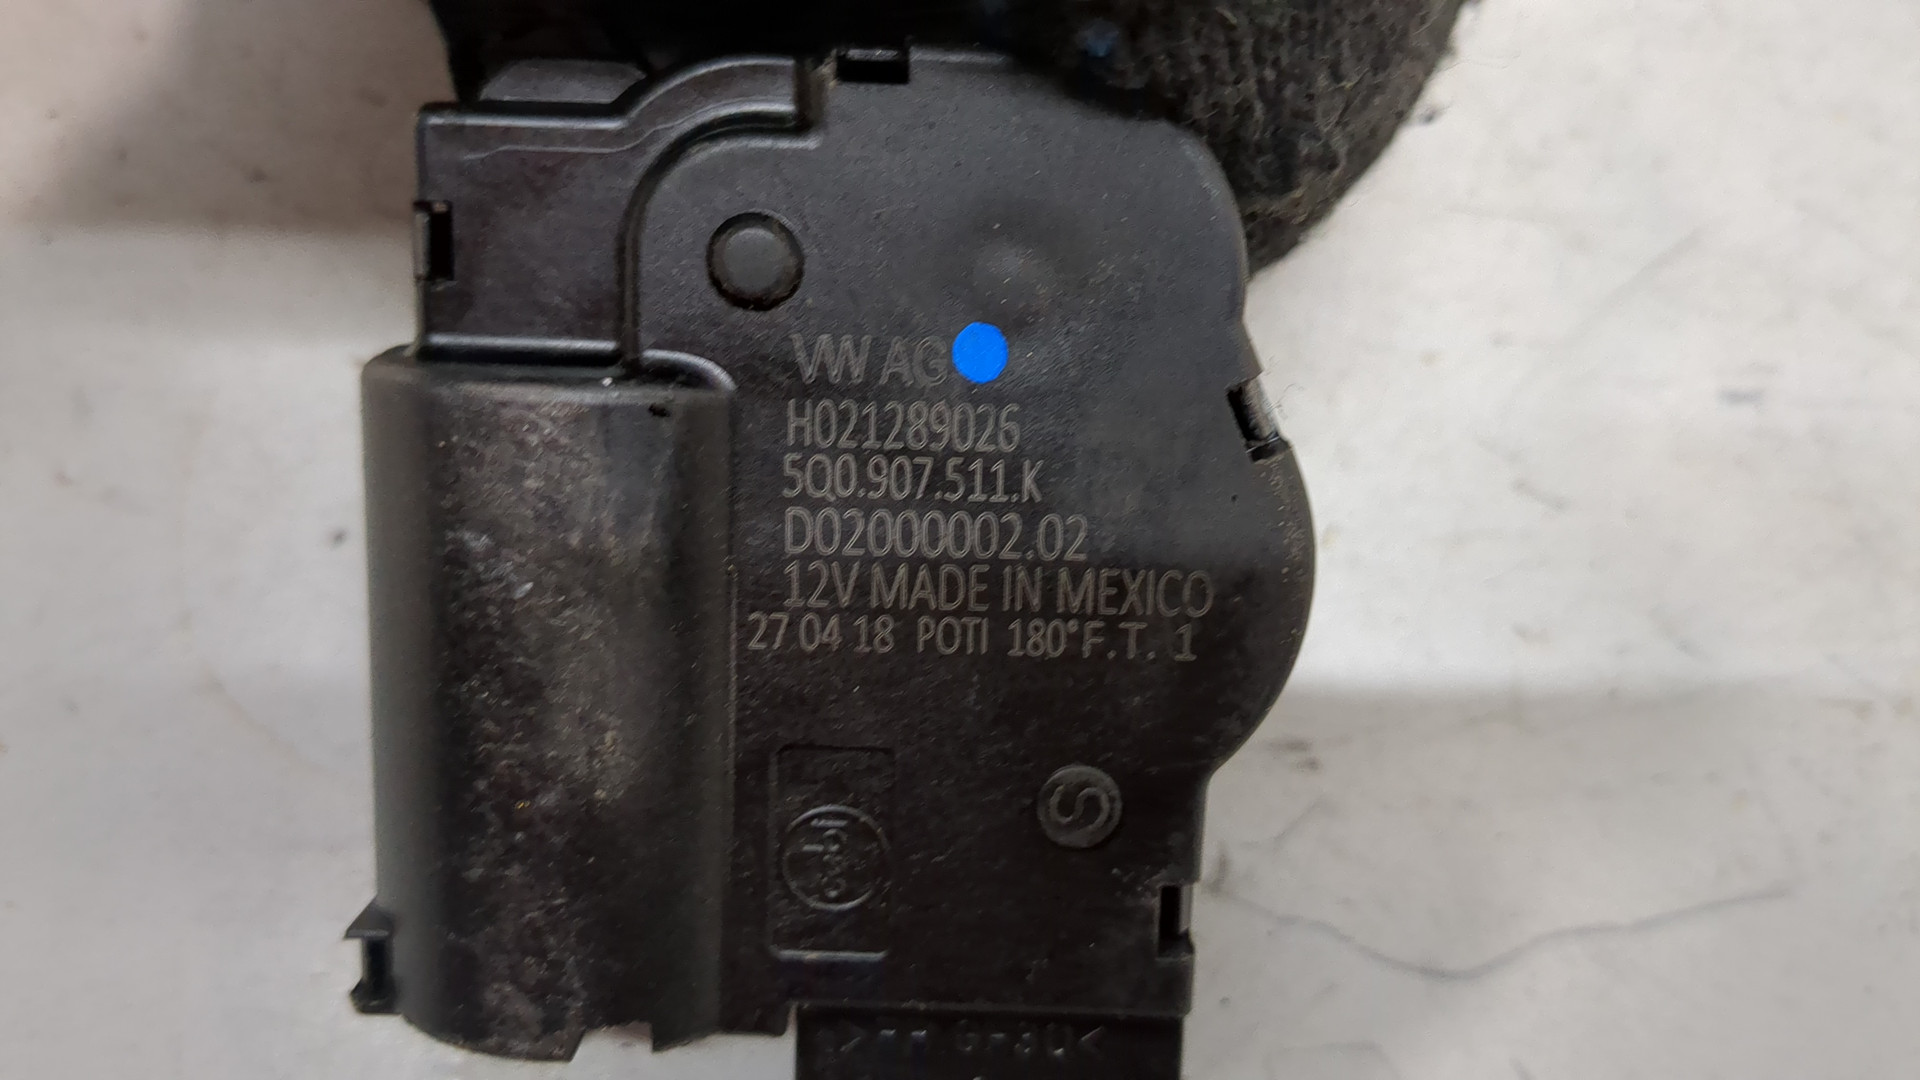 VW AG
H021289026
5Q0.907.511.K
D02000002.02
12V MADE IN MEXICO
27 04 18 POTI 180°F.T. 1
S